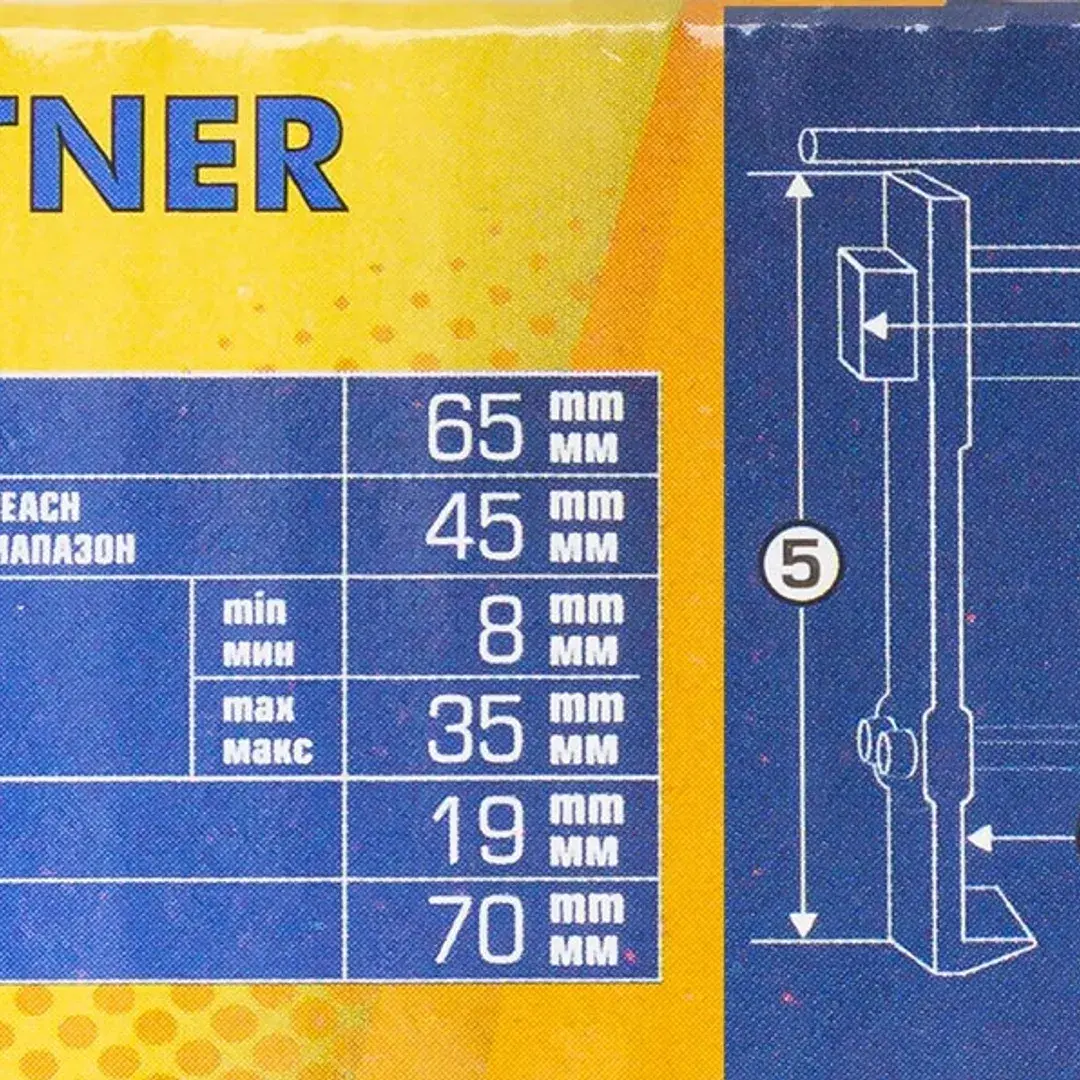 TNER
65 mm
мм
EACH
ИАПАЗОН
45 mm
мм
min
мин
8 mm
мм
max
макс
35 mm
мм
19 mm
мм
70 mm
мм
5